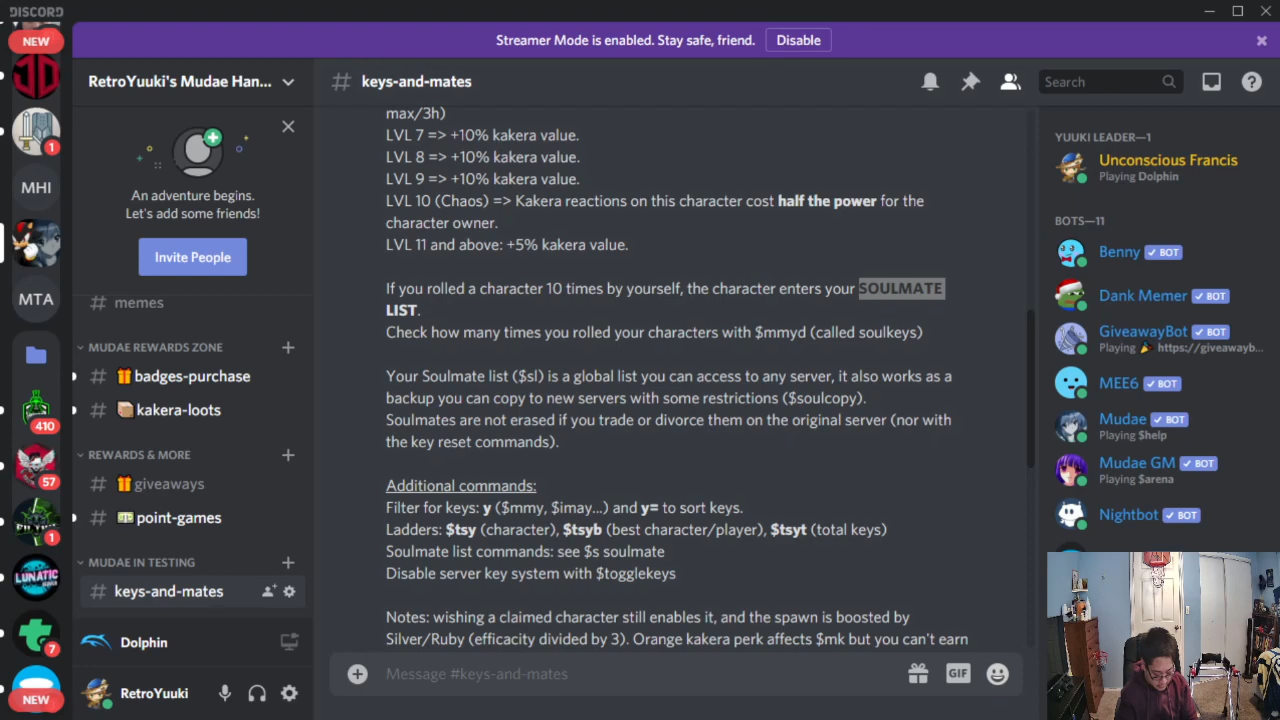 DISCORD
NEW
Streamer Mode is enabled. Stay safe, friend.
Disable
RetroYuuki's Mudae Han...
keys-and-mates
Search
1
MHI
MTA
410
57
1
7
NEW
An adventure begins.
Let's add some friends!
Invite People
# memes
MUDAE REWARDS ZONE
# badges-purchase
# kakera-loots
REWARDS & MORE
# giveaways
# point-games
MUDAE IN TESTING
# keys-and-mates
Dolphin
RetroYuuki
max/3h)
LVL 7 => +10% kakera value.
LVL 8 => +10% kakera value.
LVL 9 => +10% kakera value.
LVL 10 (Chaos) => Kakera reactions on this character cost half the power for the
character owner.
LVL 11 and above: +5% kakera value.
If you rolled a character 10 times by yourself, the character enters your SOULMATE
LIST.
Check how many times you rolled your characters with $mmyd (called soulkeys)
Your Soulmate list ($sl) is a global list you can access to any server, it also works as a
backup you can copy to new servers with some restrictions ($soulcopy).
Soulmates are not erased if you trade or divorce them on the original server (nor with
the key reset commands).
Additional commands:
Filter for keys: y ($mmy, $imay...) and y= to sort keys.
Ladders: $tsy (character), $tsyb (best character/player), $tsyt (total keys)
Soulmate list commands: see $s soulmate
Disable server key system with $togglekeys
Notes: wishing a claimed character still enables it, and the spawn is boosted by
Silver/Ruby (efficacity divided by 3). Orange kakera perk affects $mk but you can't earn
Message #keys-and-mates
GIF
YUUKI LEADER—1
Unconscious Francis
Playing Dolphin
BOTS—11
Benny ✓ BOT
Dank Memer ✓ BOT
GiveawayBot ✓ BOT
Playing 🎉 https://giveawayb...
MEE6 ✓ BOT
Mudae ✓ BOT
Playing $help
Mudae GM ✓ BOT
Playing $arena
Nightbot ✓ BOT